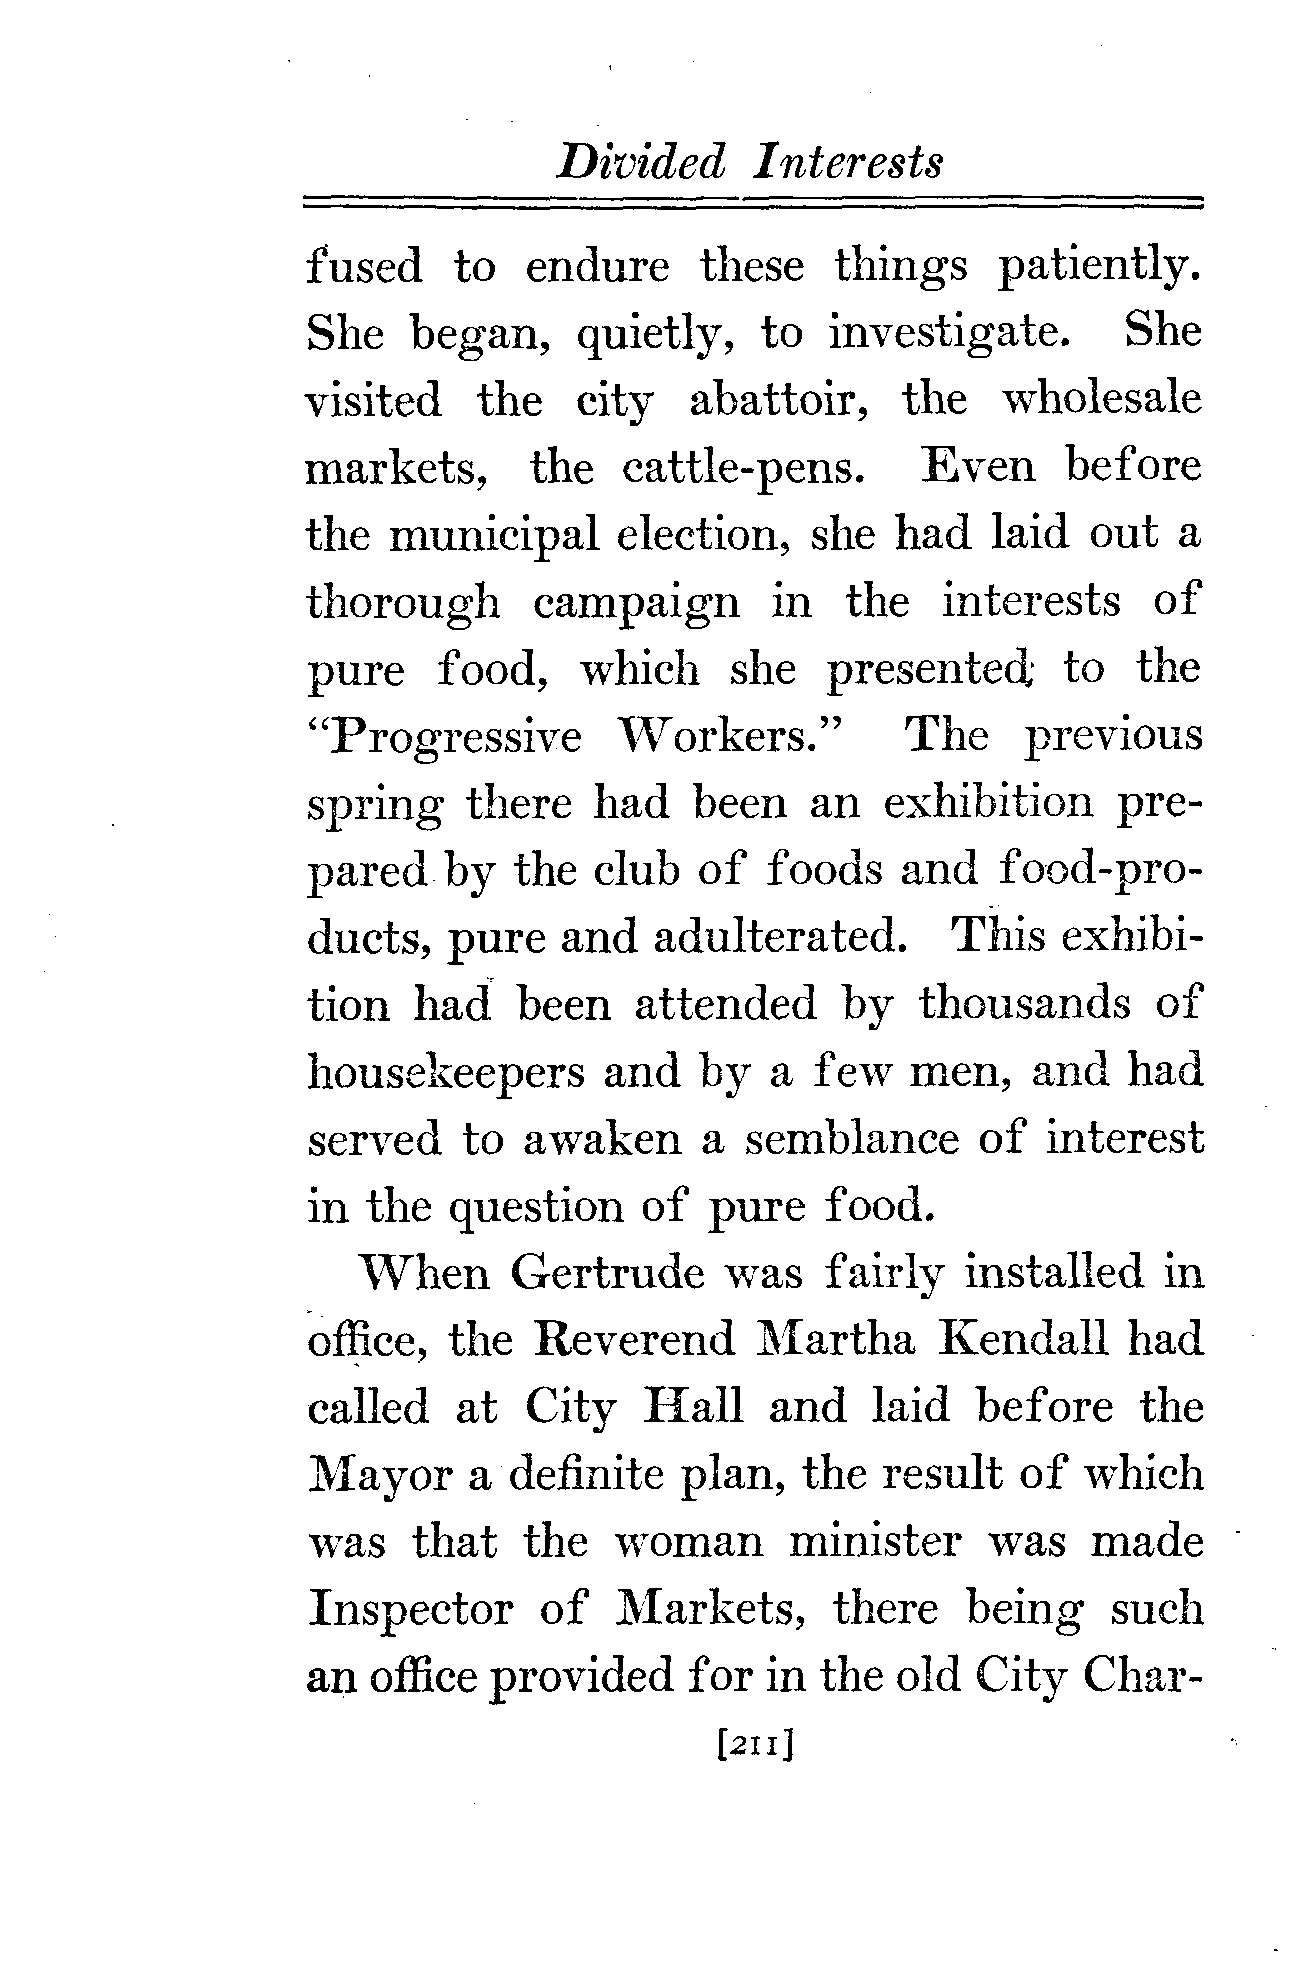 Divided Interests
fused to endure these things patiently.
She began, quietly, to investigate. She
visited the city abattoir, the wholesale
markets, the cattle-pens. Even before
the municipal election, she had laid out a
thorough campaign in the interests of
pure food, which she presented to the
“Progressive Workers.” The previous
spring there had been an exhibition pre-
pared by the club of foods and food-pro-
ducts, pure and adulterated. This exhibi-
tion had been attended by thousands of
housekeepers and by a few men, and had
served to awaken a semblance of interest
in the question of pure food.
When Gertrude was fairly installed in
office, the Reverend Martha Kendall had
called at City Hall and laid before the
Mayor a definite plan, the result of which
was that the woman minister was made
Inspector of Markets, there being such
an office provided for in the old City Char-
[211]